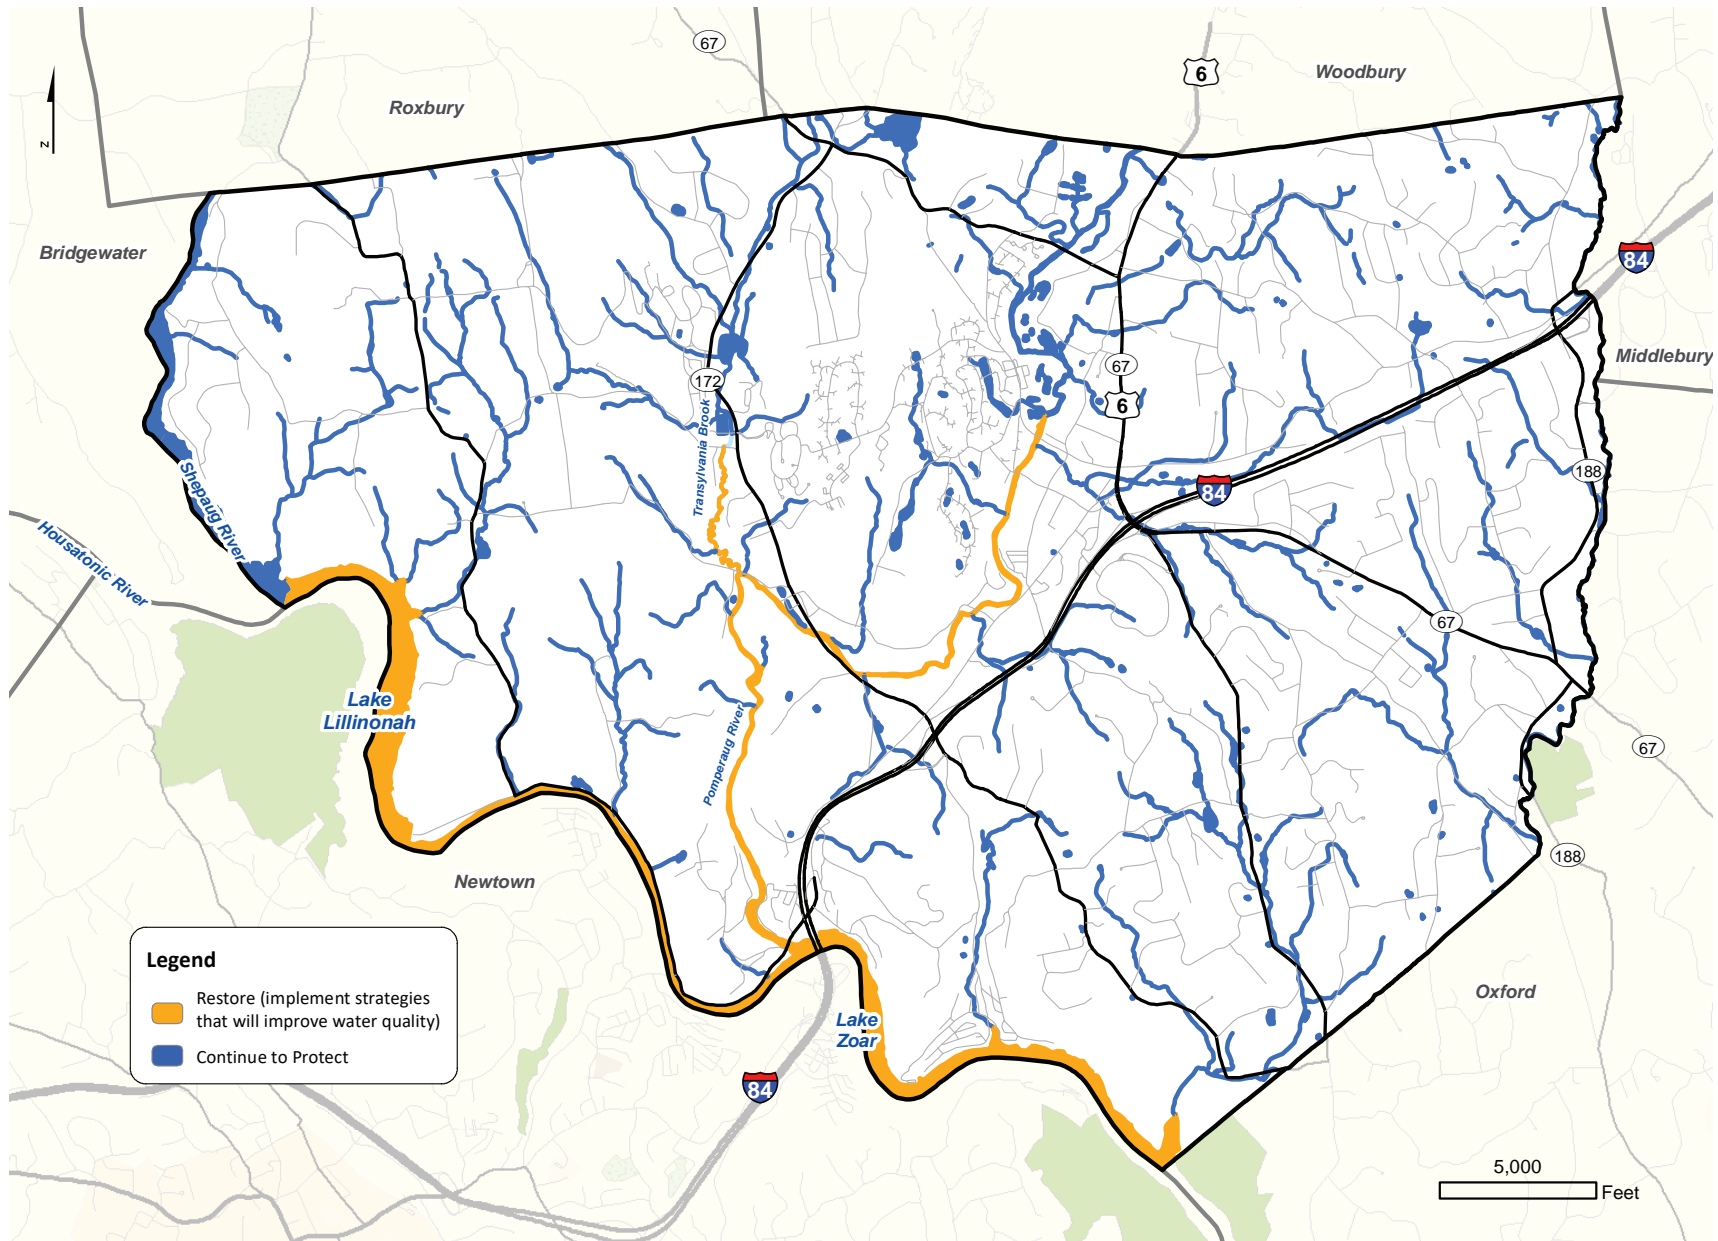 67
6
Woodbury
Roxbury
N
Bridgewater
84
Middlebury
67
172
6
Transylvania Brook
Shepaug River
188
84
Housatonic River
67
Lake
Lillinonah
Pomperaug River
67
188
Newtown
Legend
Restore (implement strategies
that will improve water quality)
Continue to Protect
Oxford
Lake
Zoar
84
5,000
Feet